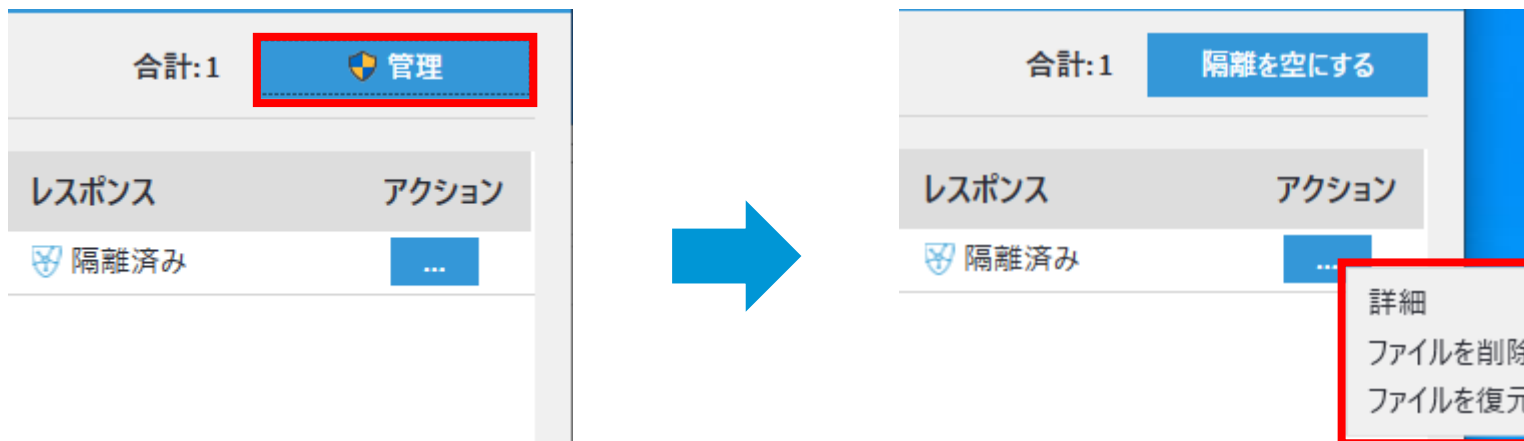 合計:1
管理
レスポンス アクション
隔離済み ...
合計:1
隔離を空にする
レスポンス アクション
隔離済み ...
詳細
ファイルを削除
ファイルを復元